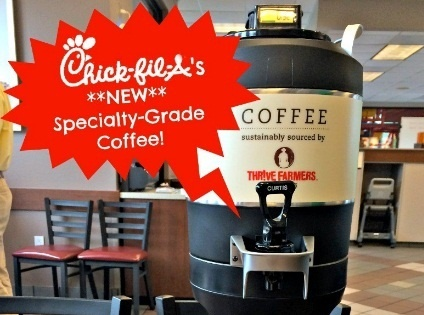 Chick-fil-A's
**NEW**
Specialty-Grade
Coffee!
COFFEE
sustainably sourced by
THRIVE FARMERS.
CURTIS